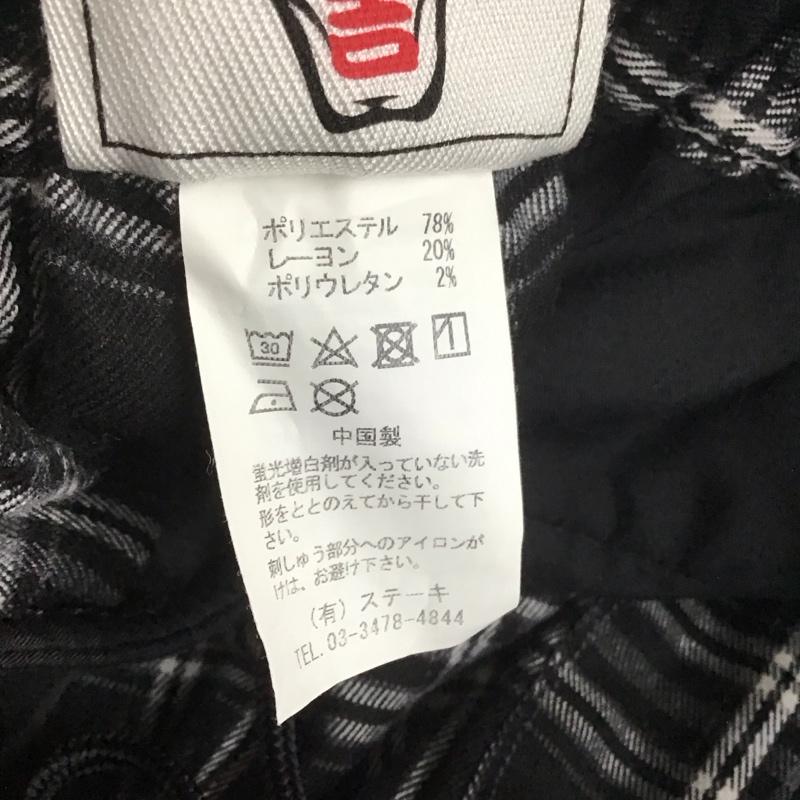 ポリエステル 78%
レーヨン 20%
ポリウレタン 2%
30
中国製
蛍光増白剤が入っていない洗
剤を使用してください。
形をととのえてから干して下
さい。
刺しゅう部分へのアイロンが
けは、お避け下さい。
(有) ステーキ
TEL. 03-3478-4844